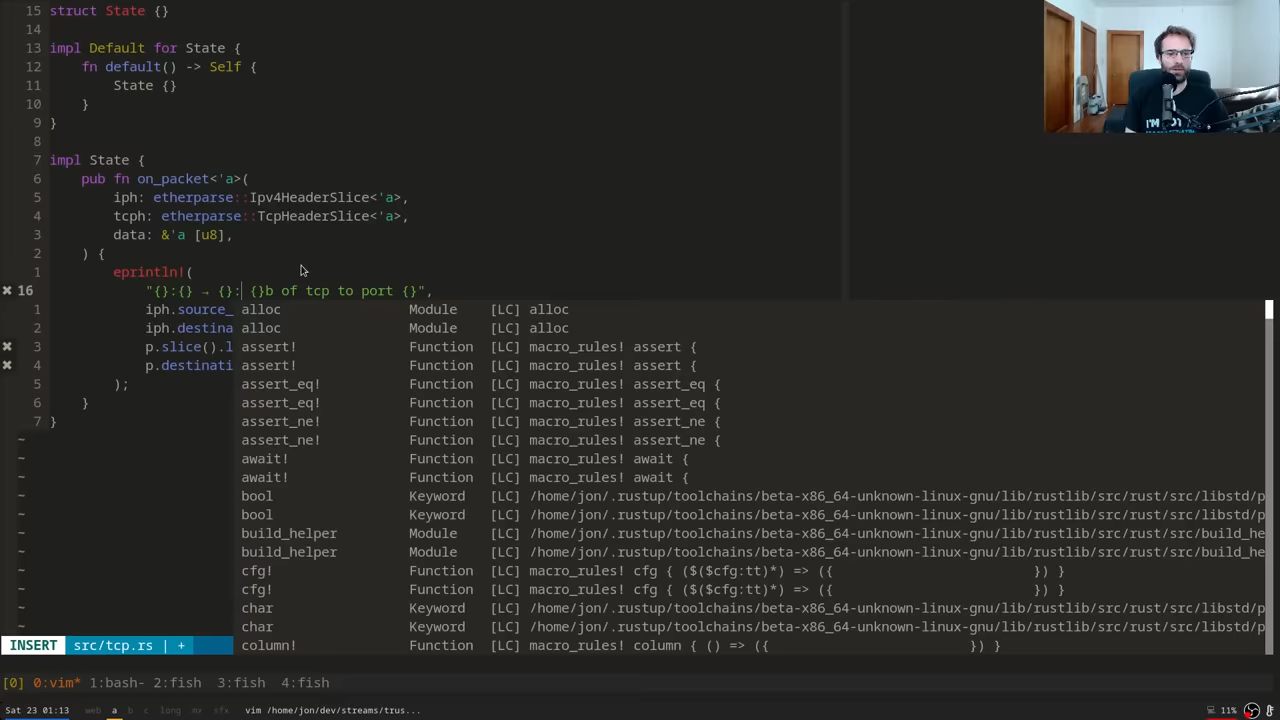 15 struct State {}
14
13 impl Default for State {
12     fn default() -> Self {
11         State {}
10     }
9 }
8
7 impl State {
6     pub fn on_packet<'a>(
5         iph: etherparse::Ipv4HeaderSlice<'a>,
4         tcph: etherparse::TcpHeaderSlice<'a>,
3         data: &'a [u8],
2     ) {
1         eprintln!(
✖ 16             "{}:{} → {}: {}b of tcp to port {}",
1             iph.source_ alloc Module [LC] alloc
2             iph.destina alloc Module [LC] alloc
✖ 3             p.slice().l assert! Function [LC] macro_rules! assert {
✖ 4             p.destinati assert! Function [LC] macro_rules! assert {
5         ); assert_eq! Function [LC] macro_rules! assert_eq {
6     } assert_eq! Function [LC] macro_rules! assert_eq {
7 } assert_ne! Function [LC] macro_rules! assert_ne {
~ assert_ne! Function [LC] macro_rules! assert_ne {
~ await! Function [LC] macro_rules! await {
~ await! Function [LC] macro_rules! await {
~ bool Keyword [LC] /home/jon/.rustup/toolchains/beta-x86_64-unknown-linux-gnu/lib/rustlib/src/rust/src/libstd/p
~ bool Keyword [LC] /home/jon/.rustup/toolchains/beta-x86_64-unknown-linux-gnu/lib/rustlib/src/rust/src/libstd/p
~ build_helper Module [LC] /home/jon/.rustup/toolchains/beta-x86_64-unknown-linux-gnu/lib/rustlib/src/rust/src/build_he
~ build_helper Module [LC] /home/jon/.rustup/toolchains/beta-x86_64-unknown-linux-gnu/lib/rustlib/src/rust/src/build_he
~ cfg! Function [LC] macro_rules! cfg { ($($cfg:tt)*) => ({ }) }
~ cfg! Function [LC] macro_rules! cfg { ($($cfg:tt)*) => ({ }) }
~ char Keyword [LC] /home/jon/.rustup/toolchains/beta-x86_64-unknown-linux-gnu/lib/rustlib/src/rust/src/libstd/p
~ char Keyword [LC] /home/jon/.rustup/toolchains/beta-x86_64-unknown-linux-gnu/lib/rustlib/src/rust/src/libstd/p
INSERT src/tcp.rs | + column! Function [LC] macro_rules! column { () => ({ }) }
[0] 0:vim* 1:bash- 2:fish 3:fish 4:fish
Sat 23 01:13 web a b c long mx sfx vim /home/jon/dev/streams/trus... 11%